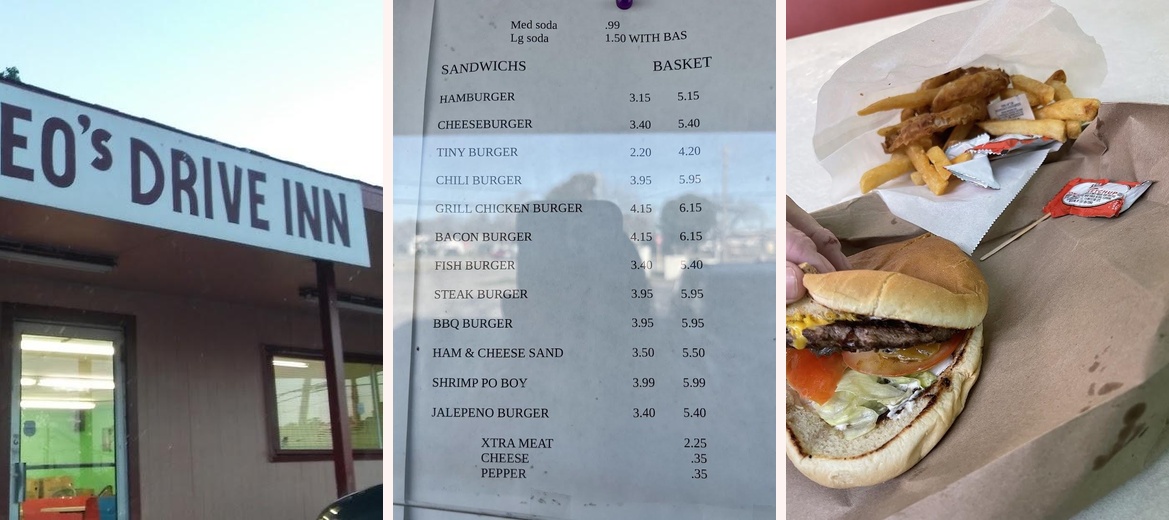 EO's DRIVE INN
Med soda .99
Lg soda 1.50 WITH BAS
SANDWICHS BASKET
HAMBURGER 3.15 5.15
CHEESEBURGER 3.40 5.40
TINY BURGER 2.20 4.20
CHILI BURGER 3.95 5.95
GRILL CHICKEN BURGER 4.15 6.15
BACON BURGER 4.15 6.15
FISH BURGER 3.40 5.40
STEAK BURGER 3.95 5.95
BBQ BURGER 3.95 5.95
HAM & CHEESE SAND 3.50 5.50
SHRIMP PO BOY 3.99 5.99
JALEPENO BURGER 3.40 5.40
XTRA MEAT 2.25
CHEESE .35
PEPPER .35